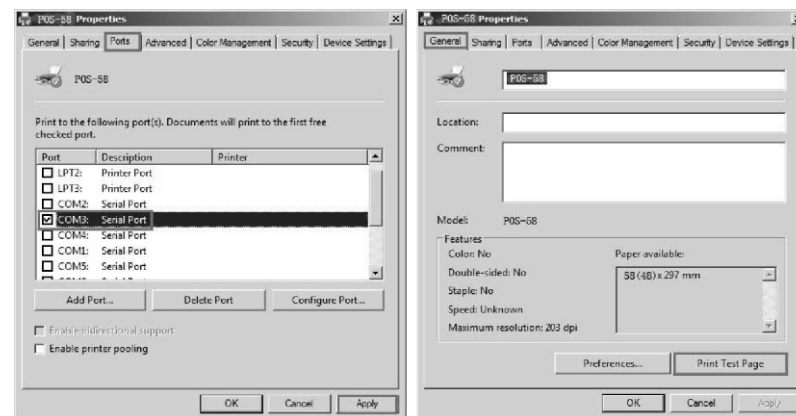 POS-58 Properties
General Sharing Ports Advanced Color Management Security Device Settings
POS-58
Print to the following port(s). Documents will print to the first free
checked port.
Port Description Printer
LPT2: Printer Port
LPT3: Printer Port
COM2: Serial Port
COM3: Serial Port
COM4: Serial Port
COM1: Serial Port
COM5: Serial Port
Add Port... Delete Port Configure Port...
Enable bidirectional support
Enable printer pooling
OK Cancel Apply
POS-58 Properties
General Sharing Ports Advanced Color Management Security Device Settings
POS-58
Location:
Comment:
Model: POS-58
Features
Color: No
Double-sided: No
Staple: No
Speed: Unknown
Maximum resolution: 203 dpi
Paper available:
58(48)x297 mm
Preferences... Print Test Page
OK Cancel Apply